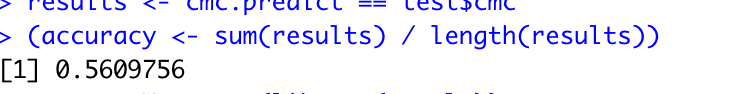 > results <- cmc.predict == test$cmc
> (accuracy <- sum(results) / length(results))
[1] 0.5609756